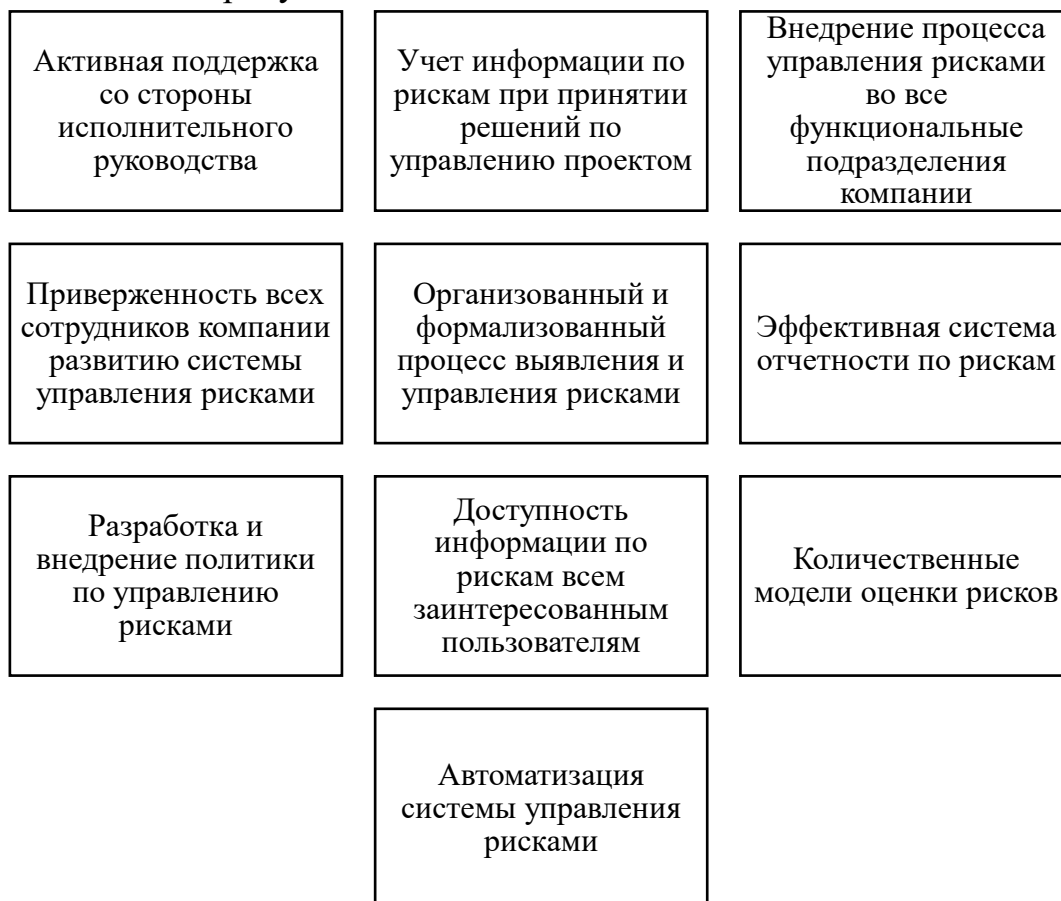 Активная поддержка
со стороны
исполнительного
руководства
Учет информации по
рискам при принятии
решений по
управлению проектом
Внедрение процесса
управления рисками
во все
функциональные
подразделения
компании
Приверженность всех
сотрудников компании
развитию системы
управления рисками
Организованный и
формализованный
процесс выявления и
управления рисками
Эффективная система
отчетности по рискам
Разработка и
внедрение политики
по управлению
рисками
Доступность
информации по
рискам всем
заинтересованным
пользователям
Количественные
модели оценки рисков
Автоматизация
системы управления
рисками